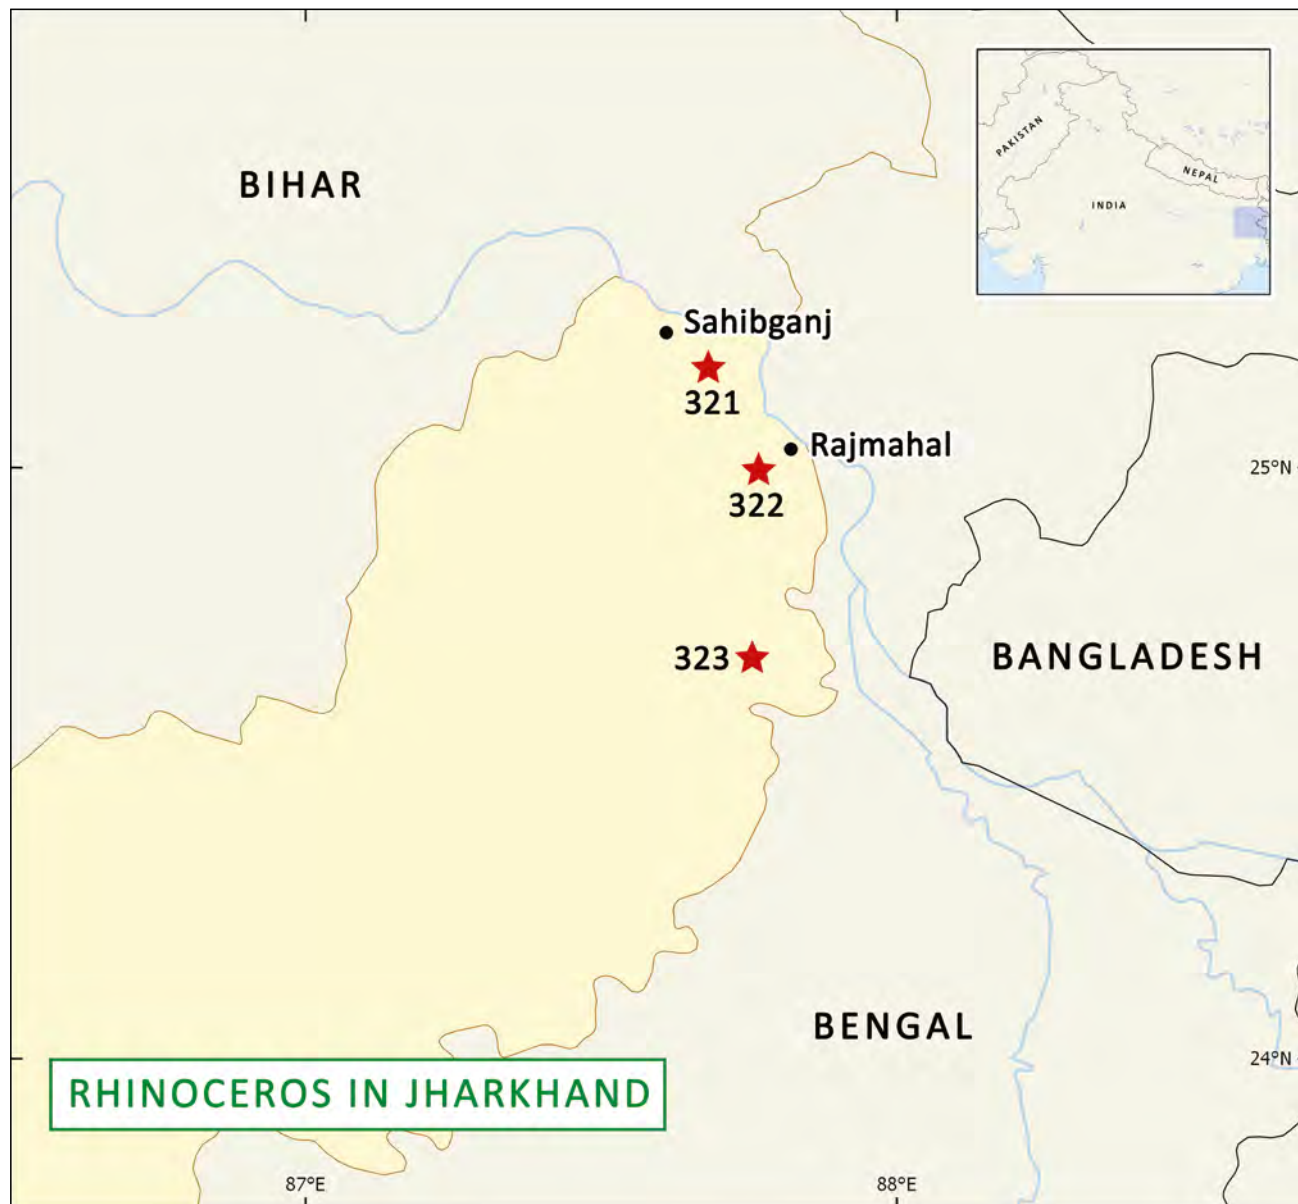 BIHAR
PAKISTAN
NEPAL
INDIA
Sahibganj
321
Rajmahal
25°N
322
323
BANGLADESH
BENGAL
24°N
RHINOCEROS IN JHARKHAND
87°E
88°E